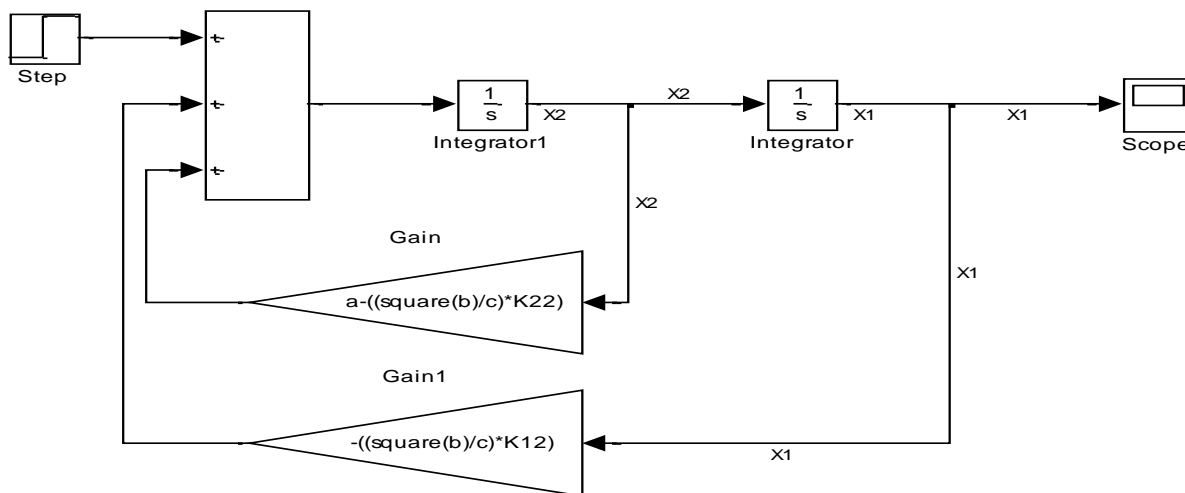 Step
+
+
+
1
s
X2
Integrator1
X2
1
s
X1
Integrator
X1
Scope
X2
X1
Gain
a-((square(b)/c)*K22)
Gain1
-((square(b)/c)*K12)
X1